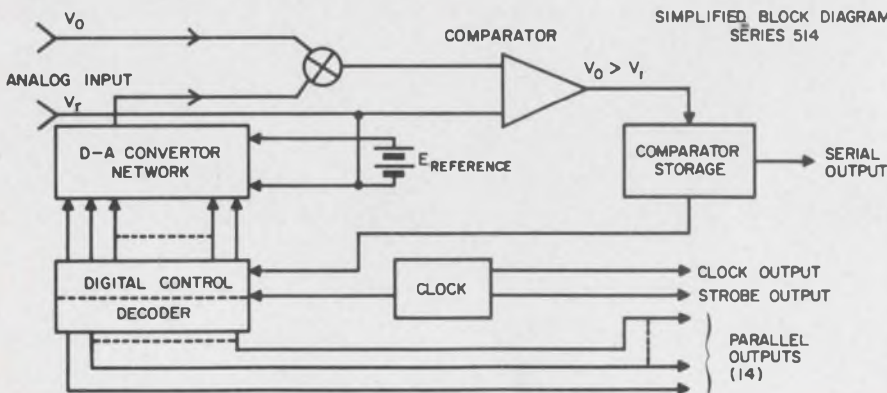 V₀
SIMPLIFIED BLOCK DIAGRAM
SERIES 514
COMPARATOR
ANALOG INPUT
V₀ > Vᵣ
Vᵣ
D-A CONVERTOR
NETWORK
E REFERENCE
COMPARATOR
STORAGE
SERIAL
OUTPUT
DIGITAL CONTROL
DECODER
CLOCK
CLOCK OUTPUT
STROBE OUTPUT
PARALLEL
OUTPUTS
(14)